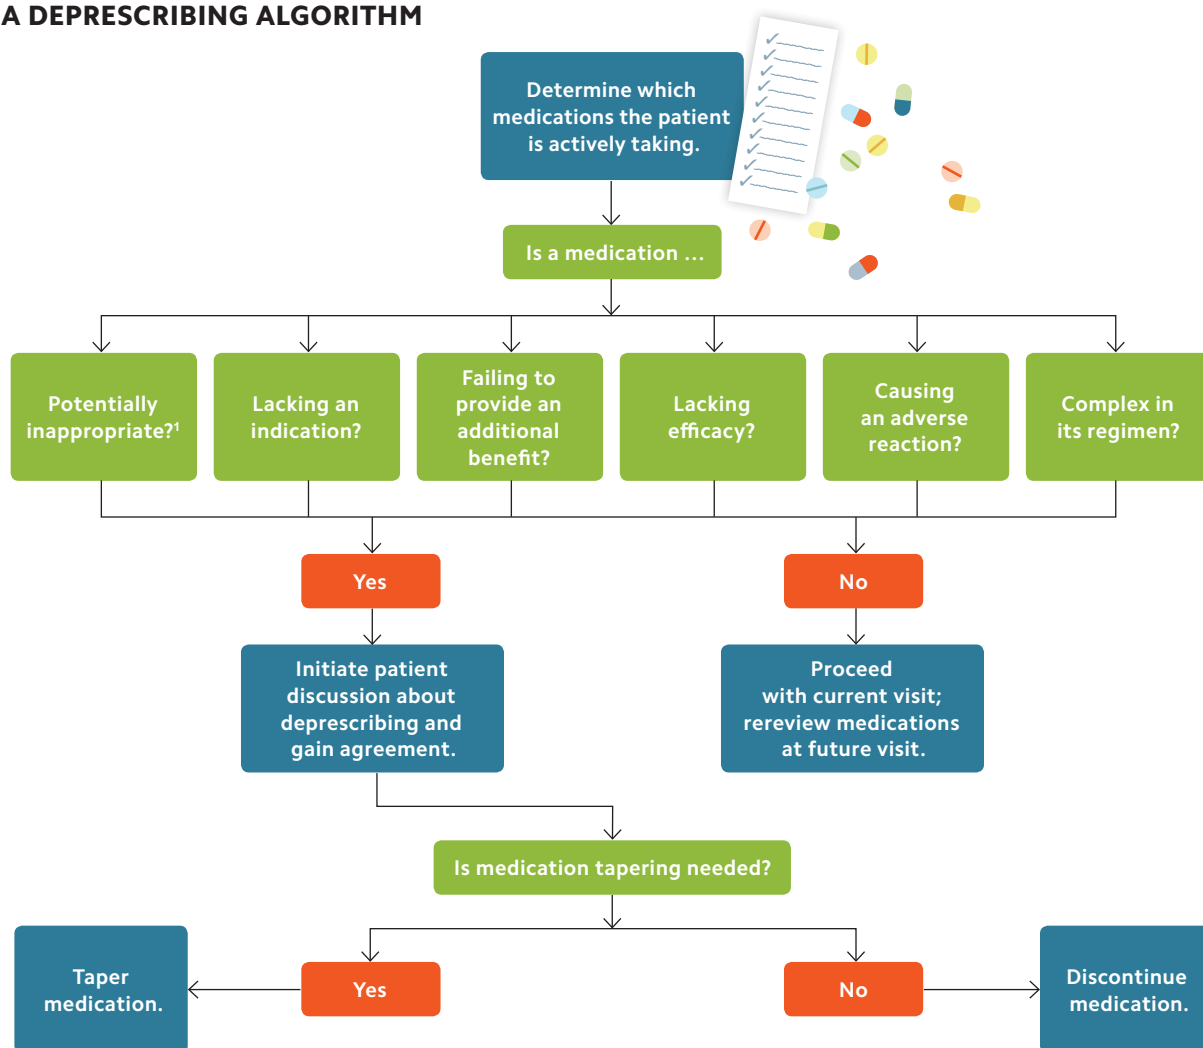 A DEPRESCRIBING ALGORITHM
Determine which
medications the patient
is actively taking.
Is a medication ...
Potentially
inappropriate?¹
Lacking an
indication?
Failing to
provide an
additional
benefit?
Lacking
efficacy?
Causing
an adverse
reaction?
Complex in
its regimen?
Yes
No
Initiate patient
discussion about
deprescribing and
gain agreement.
Proceed
with current visit;
rereview medications
at future visit.
Is medication tapering needed?
Taper
medication.
Yes
No
Discontinue
medication.